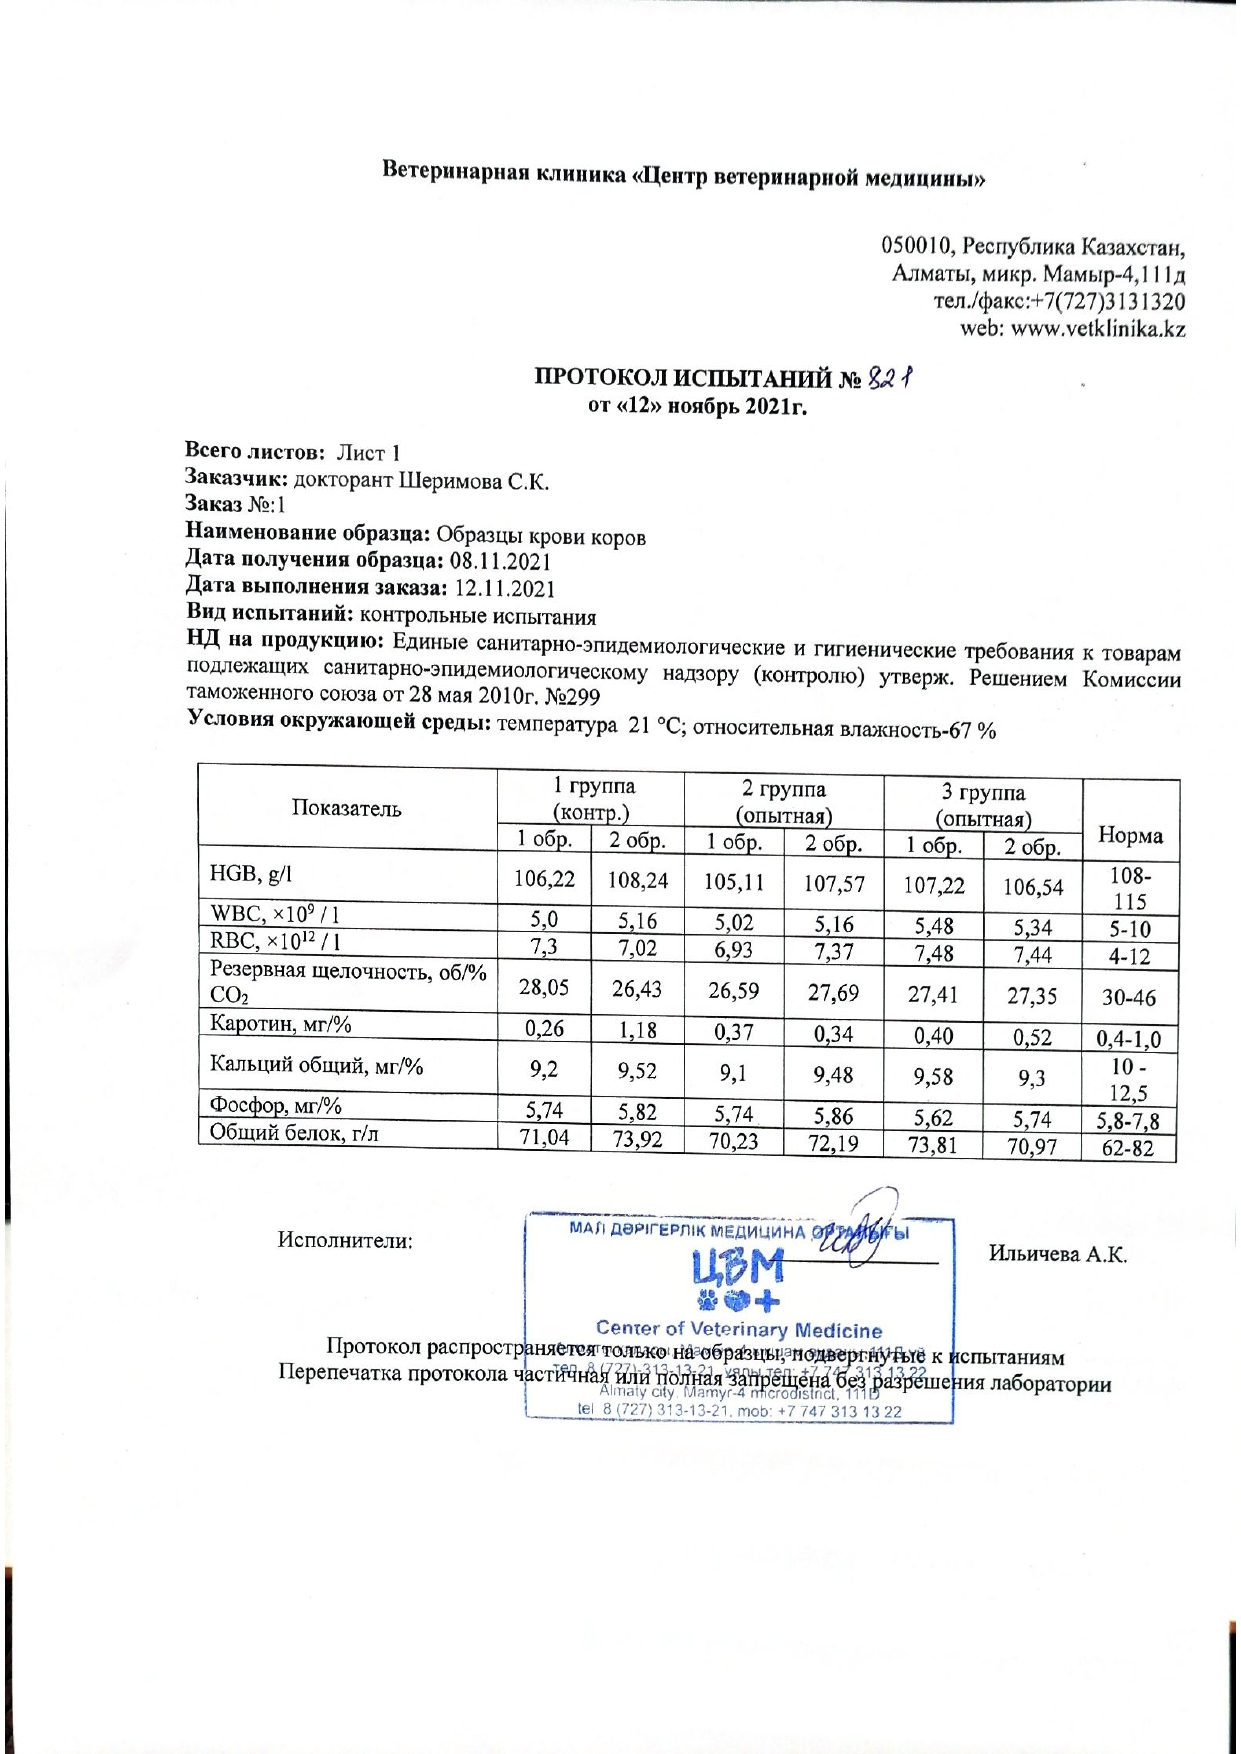 Ветеринарная клиника «Центр ветеринарной медицины»
050010, Республика Казахстан,
Алматы, микр. Мамыр-4,111д
тел./факс:+7(727)3131320
web: www.vetklinika.kz
ПРОТОКОЛ ИСПЫТАНИЙ № 821
от «12» ноябрь 2021г.
Всего листов: Лист 1
Заказчик: докторант Шеримова С.К.
Заказ №:1
Наименование образца: Образцы крови коров
Дата получения образца: 08.11.2021
Дата выполнения заказа: 12.11.2021
Вид испытаний: контрольные испытания
НД на продукцию: Единые санитарно-эпидемиологические и гигиенические требования к товарам
подлежащих санитарно-эпидемиологическому надзору (контролю) утверж. Решением Комиссии
таможенного союза от 28 мая 2010г. №299
Условия окружающей среды: температура 21 °С; относительная влажность-67 %
Показатель 1 группа (контр.) 2 группа (опытная) 3 группа (опытная) Норма
1 обр. 2 обр. 1 обр. 2 обр. 1 обр. 2 обр.
HGB, g/l 106,22 108,24 105,11 107,57 107,22 106,54 108-115
WBC, ×10⁹ / l 5,0 5,16 5,02 5,16 5,48 5,34 5-10
RBC, ×10¹² / l 7,3 7,02 6,93 7,37 7,48 7,44 4-12
Резервная щелочность, об/% CO₂ 28,05 26,43 26,59 27,69 27,41 27,35 30-46
Каротин, мг/% 0,26 1,18 0,37 0,34 0,40 0,52 0,4-1,0
Кальций общий, мг/% 9,2 9,52 9,1 9,48 9,58 9,3 10 - 12,5
Фосфор, мг/% 5,74 5,82 5,74 5,86 5,62 5,74 5,8-7,8
Общий белок, г/л 71,04 73,92 70,23 72,19 73,81 70,97 62-82
МАЛ ДӘРІГЕРЛІК МЕДИЦИНА ОРТАЛЫҒЫ
Исполнители: Ильичева А.К.
ЦВМ
Center of Veterinary Medicine
Протокол распространяется только на образцы, подвергнутые к испытаниям
тел. 8 (727)-313-13-21, ұялы тел: +7 747 313 13 22
Перепечатка протокола частичная или полная запрещена без разрешения лаборатории
Almaty city, Mamyr-4 microdistrict, 111D
tel 8 (727) 313-13-21, mob: +7 747 313 13 22